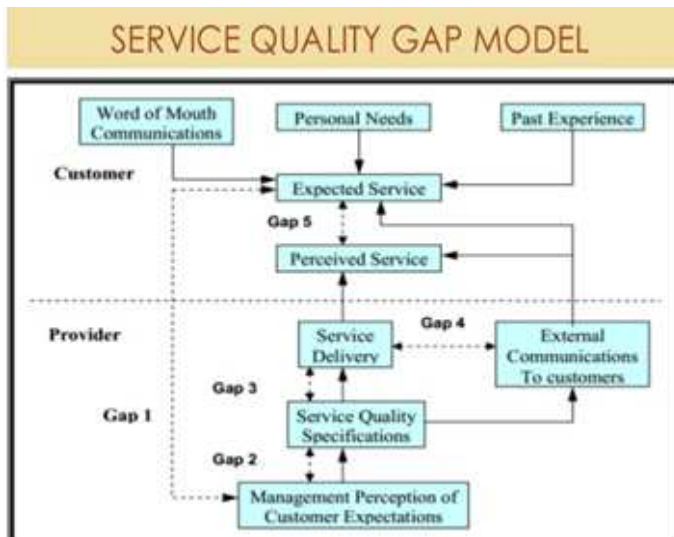 SERVICE QUALITY GAP MODEL
Word of Mouth
Communications
Personal Needs
Past Experience
Customer
Expected Service
Gap 5
Perceived Service
Provider
Service
Delivery
Gap 4
External
Communications
To customers
Gap 3
Gap 1
Service Quality
Specifications
Gap 2
Management Perception of
Customer Expectations